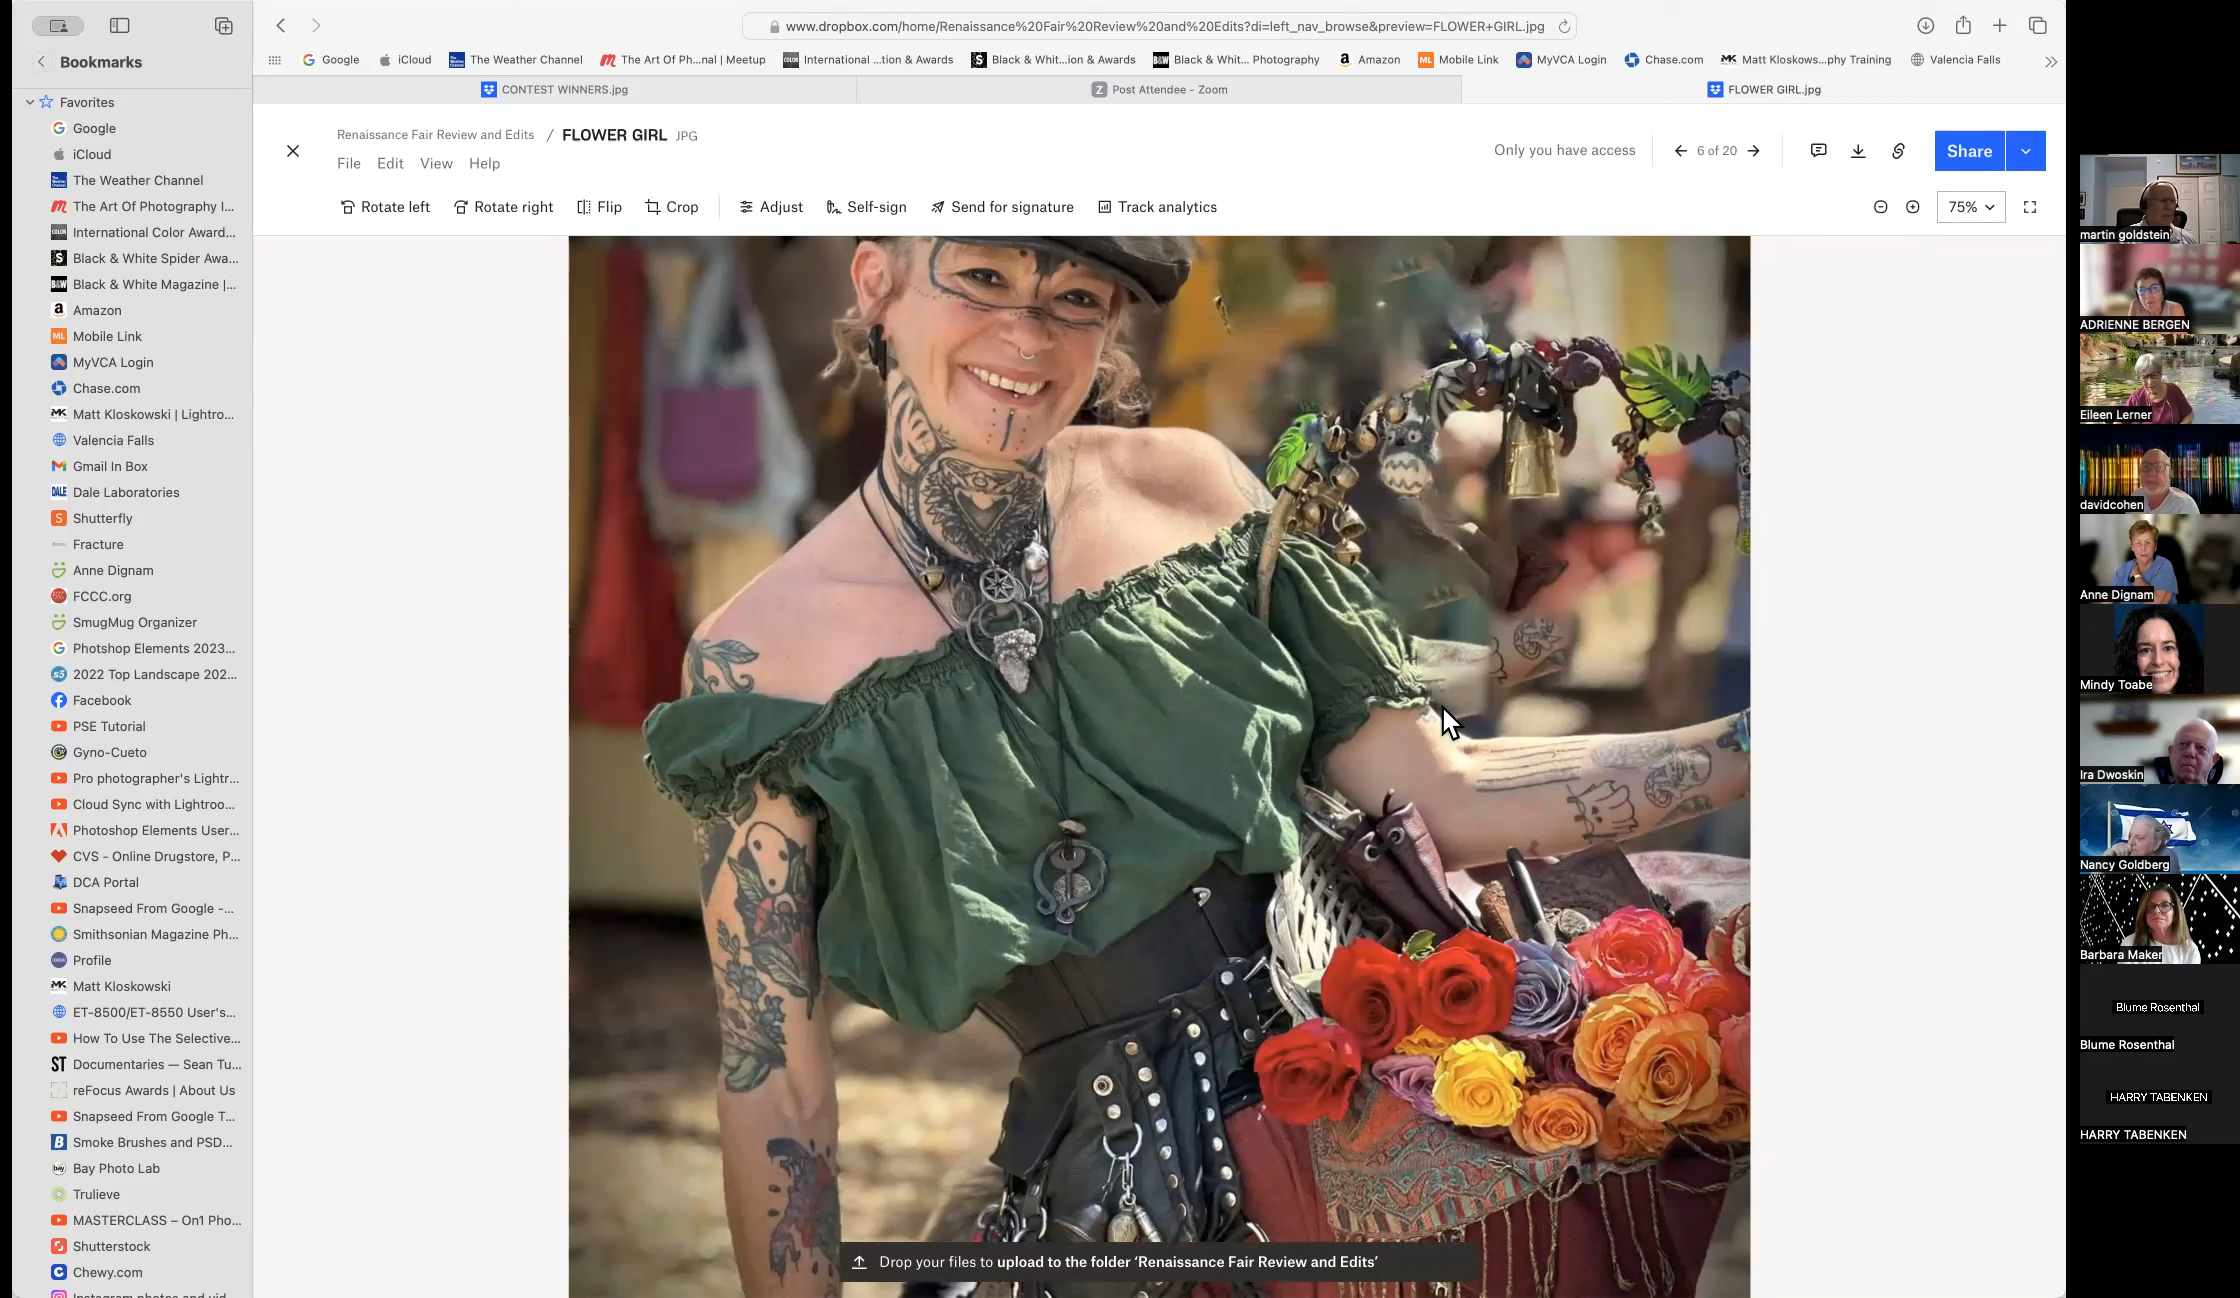 www.dropbox.com/home/Renaissance%20Fair%20Review%20and%20Edits?di=left_nav_browse&preview=FLOWER+GIRL.jpg
Bookmarks
Google
iCloud
The Weather Channel
The Art Of Ph...nal | Meetup
International ...tion & Awards
Black & Whit...ion & Awards
Black & Whit... Photography
Amazon
Mobile Link
MyVCA Login
Chase.com
Matt Kloskows...phy Training
Valencia Falls
CONTEST WINNERS.jpg
Post Attendee - Zoom
FLOWER GIRL.jpg
Renaissance Fair Review and Edits / FLOWER GIRL JPG
File Edit View Help
Only you have access
6 of 20
Share
Rotate left Rotate right Flip Crop Adjust Self-sign Send for signature Track analytics
75%
Favorites
Google
iCloud
The Weather Channel
The Art Of Photography I...
International Color Award...
Black & White Spider Awa...
Black & White Magazine |...
Amazon
Mobile Link
MyVCA Login
Chase.com
Matt Kloskowski | Lightro...
Valencia Falls
Gmail In Box
Dale Laboratories
Shutterfly
Fracture
Anne Dignam
FCCC.org
SmugMug Organizer
Photshop Elements 2023...
2022 Top Landscape 202...
Facebook
PSE Tutorial
Gyno-Cueto
Pro photographer's Lightr...
Cloud Sync with Lightroo...
Photoshop Elements User...
CVS - Online Drugstore, P...
DCA Portal
Snapseed From Google -...
Smithsonian Magazine Ph...
Profile
Matt Kloskowski
ET-8500/ET-8550 User's...
How To Use The Selective...
Documentaries — Sean Tu...
reFocus Awards | About Us
Snapseed From Google T...
Smoke Brushes and PSD...
Bay Photo Lab
Trulieve
MASTERCLASS – On1 Pho...
Shutterstock
Chewy.com
Drop your files to upload to the folder ‘Renaissance Fair Review and Edits’
martin goldstein
ADRIENNE BERGEN
Eileen Lerner
davidcohen
Anne Dignam
Mindy Toabe
Ira Dwoskin
Nancy Goldberg
Barbara Maker
Blume Rosenthal
Blume Rosenthal
HARRY TABENKEN
HARRY TABENKEN